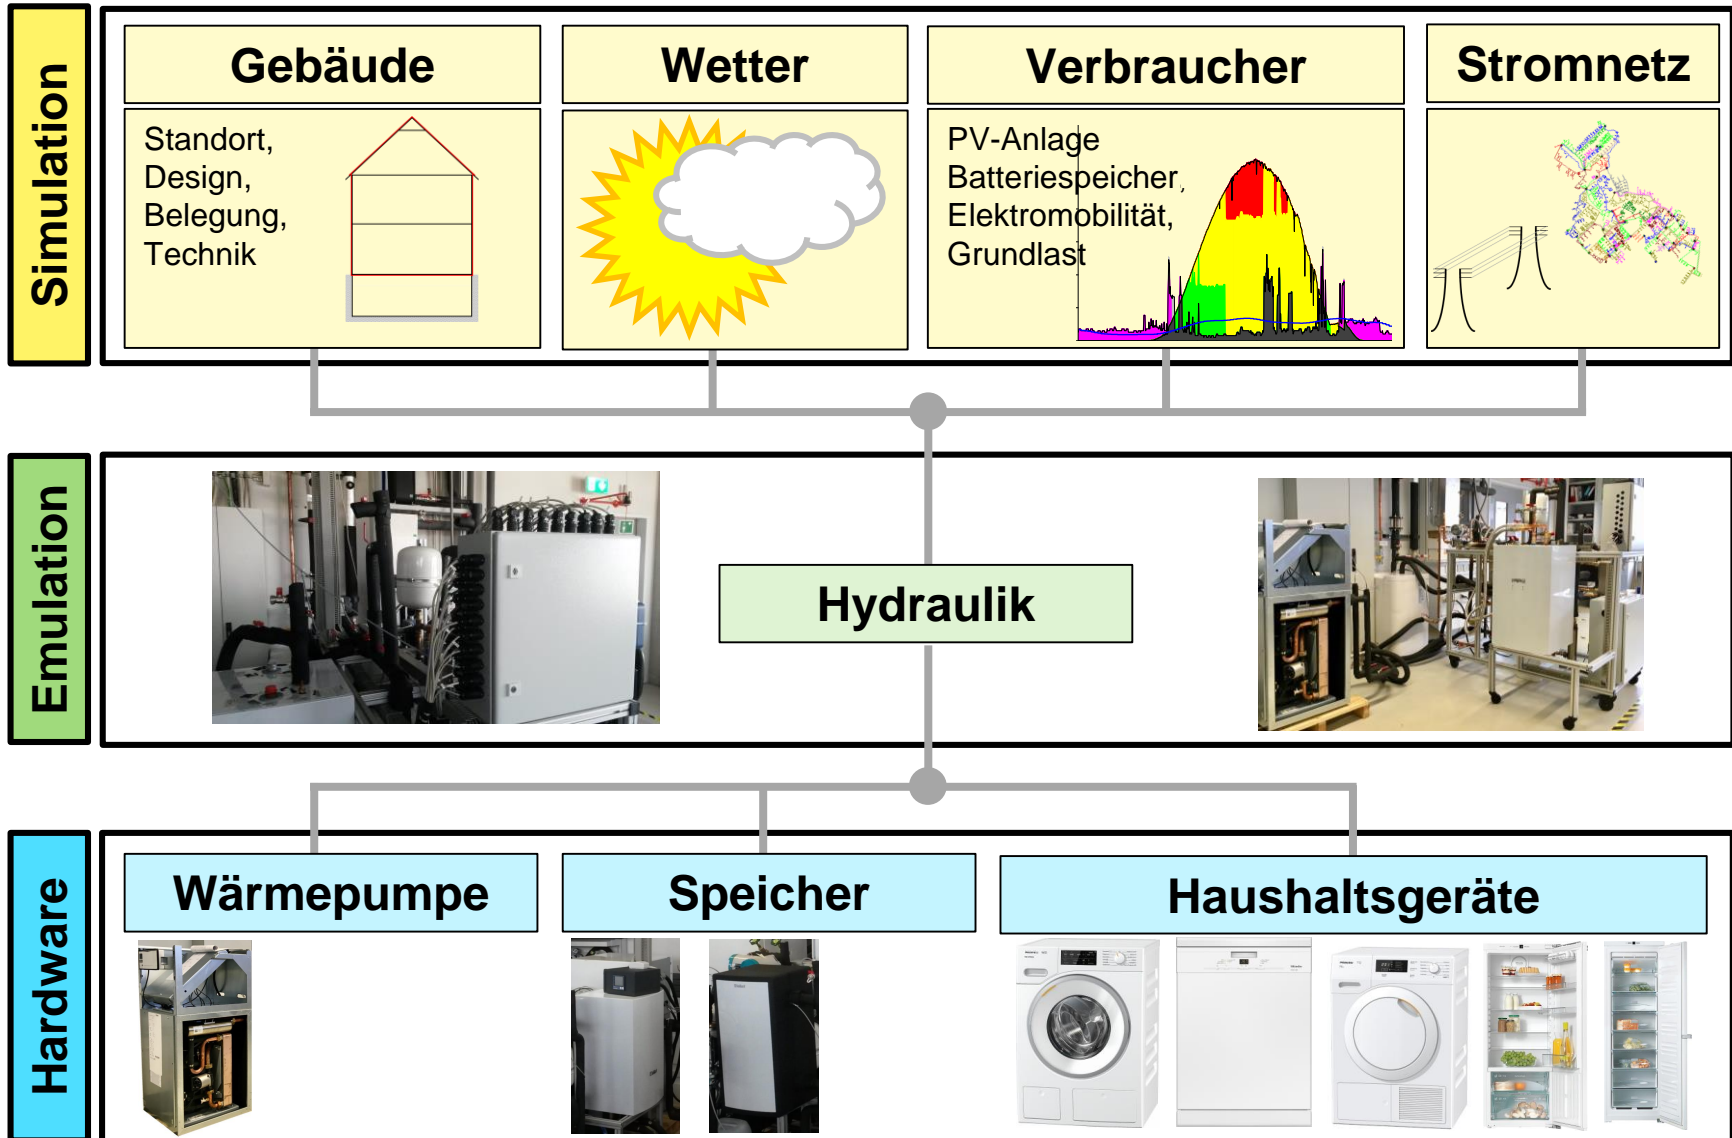 Simulation
Gebäude
Wetter
Verbraucher
Stromnetz
Standort,
Design,
Belegung,
Technik
PV-Anlage
Batteriespeicher,
Elektromobilität,
Grundlast
Emulation
Hydraulik
Hardware
Wärmepumpe
Speicher
Haushaltsgeräte